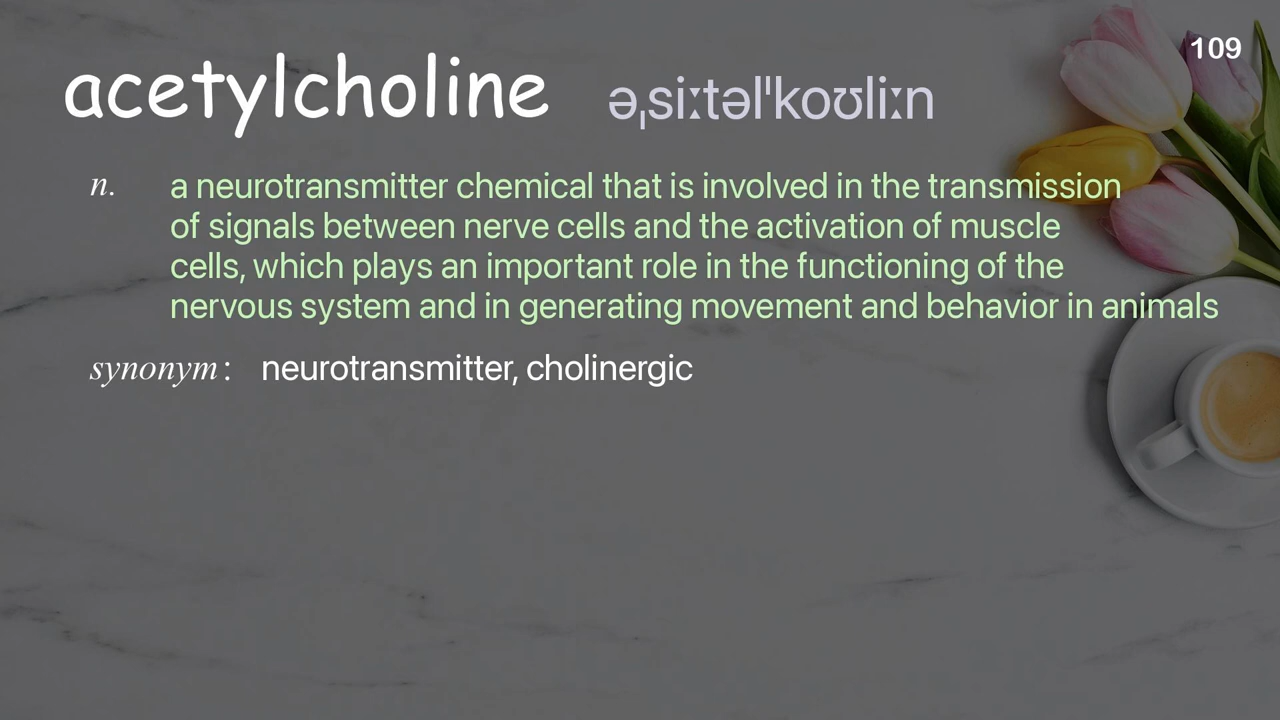 109
acetylcholine əˌsiːtəlˈkoʊliːn
n. a neurotransmitter chemical that is involved in the transmission
of signals between nerve cells and the activation of muscle
cells, which plays an important role in the functioning of the
nervous system and in generating movement and behavior in animals
synonym: neurotransmitter, cholinergic